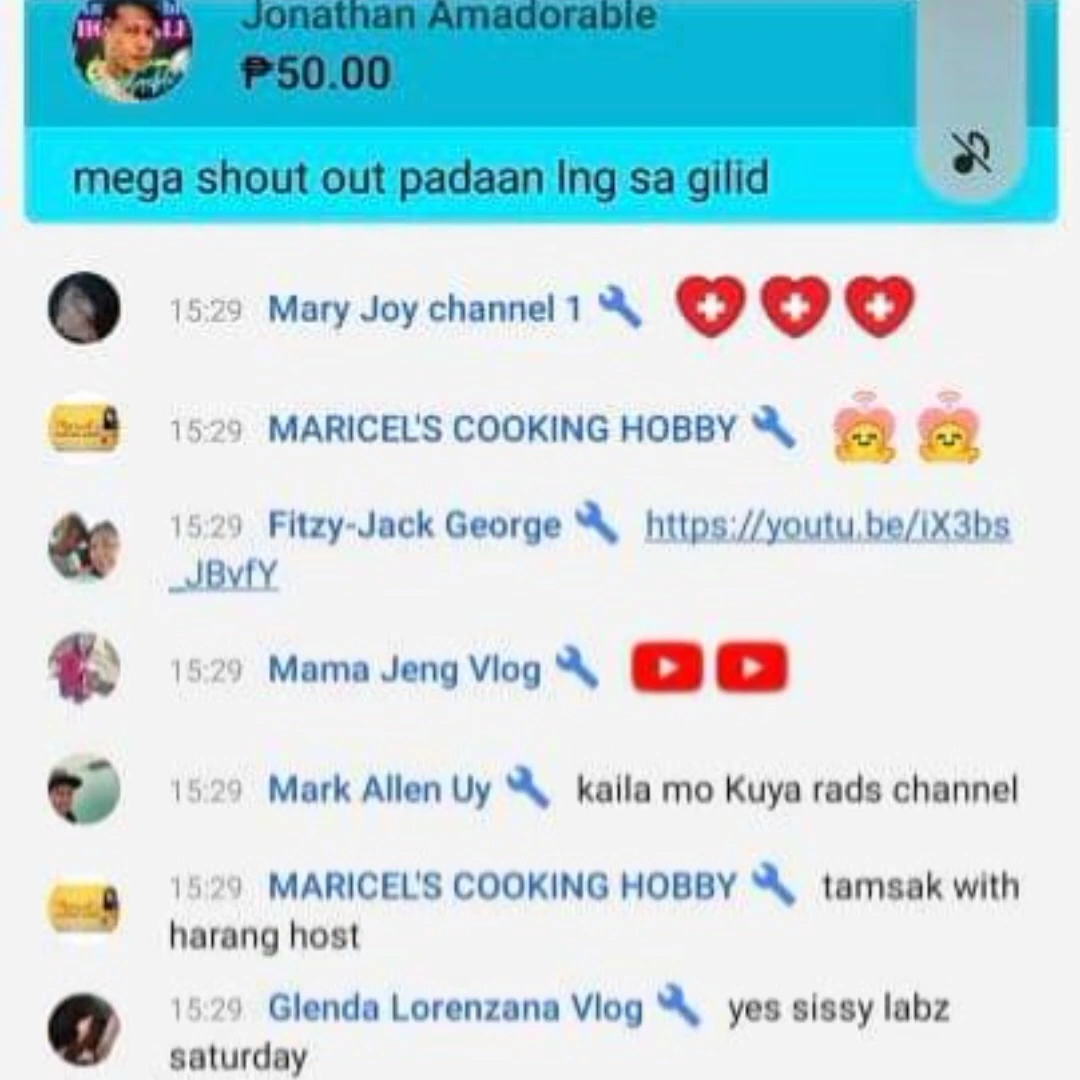 Jonathan Amadorable
₱50.00
mega shout out padaan lng sa gilid
15:29 Mary Joy channel 1
15:29 MARICEL'S COOKING HOBBY
15:29 Fitzy-Jack George https://youtu.be/iX3bs
_JBvfY
15:29 Mama Jeng Vlog
15:29 Mark Allen Uy kaila mo Kuya rads channel
15:29 MARICEL'S COOKING HOBBY tamsak with
harang host
15:29 Glenda Lorenzana Vlog yes sissy labz
saturday